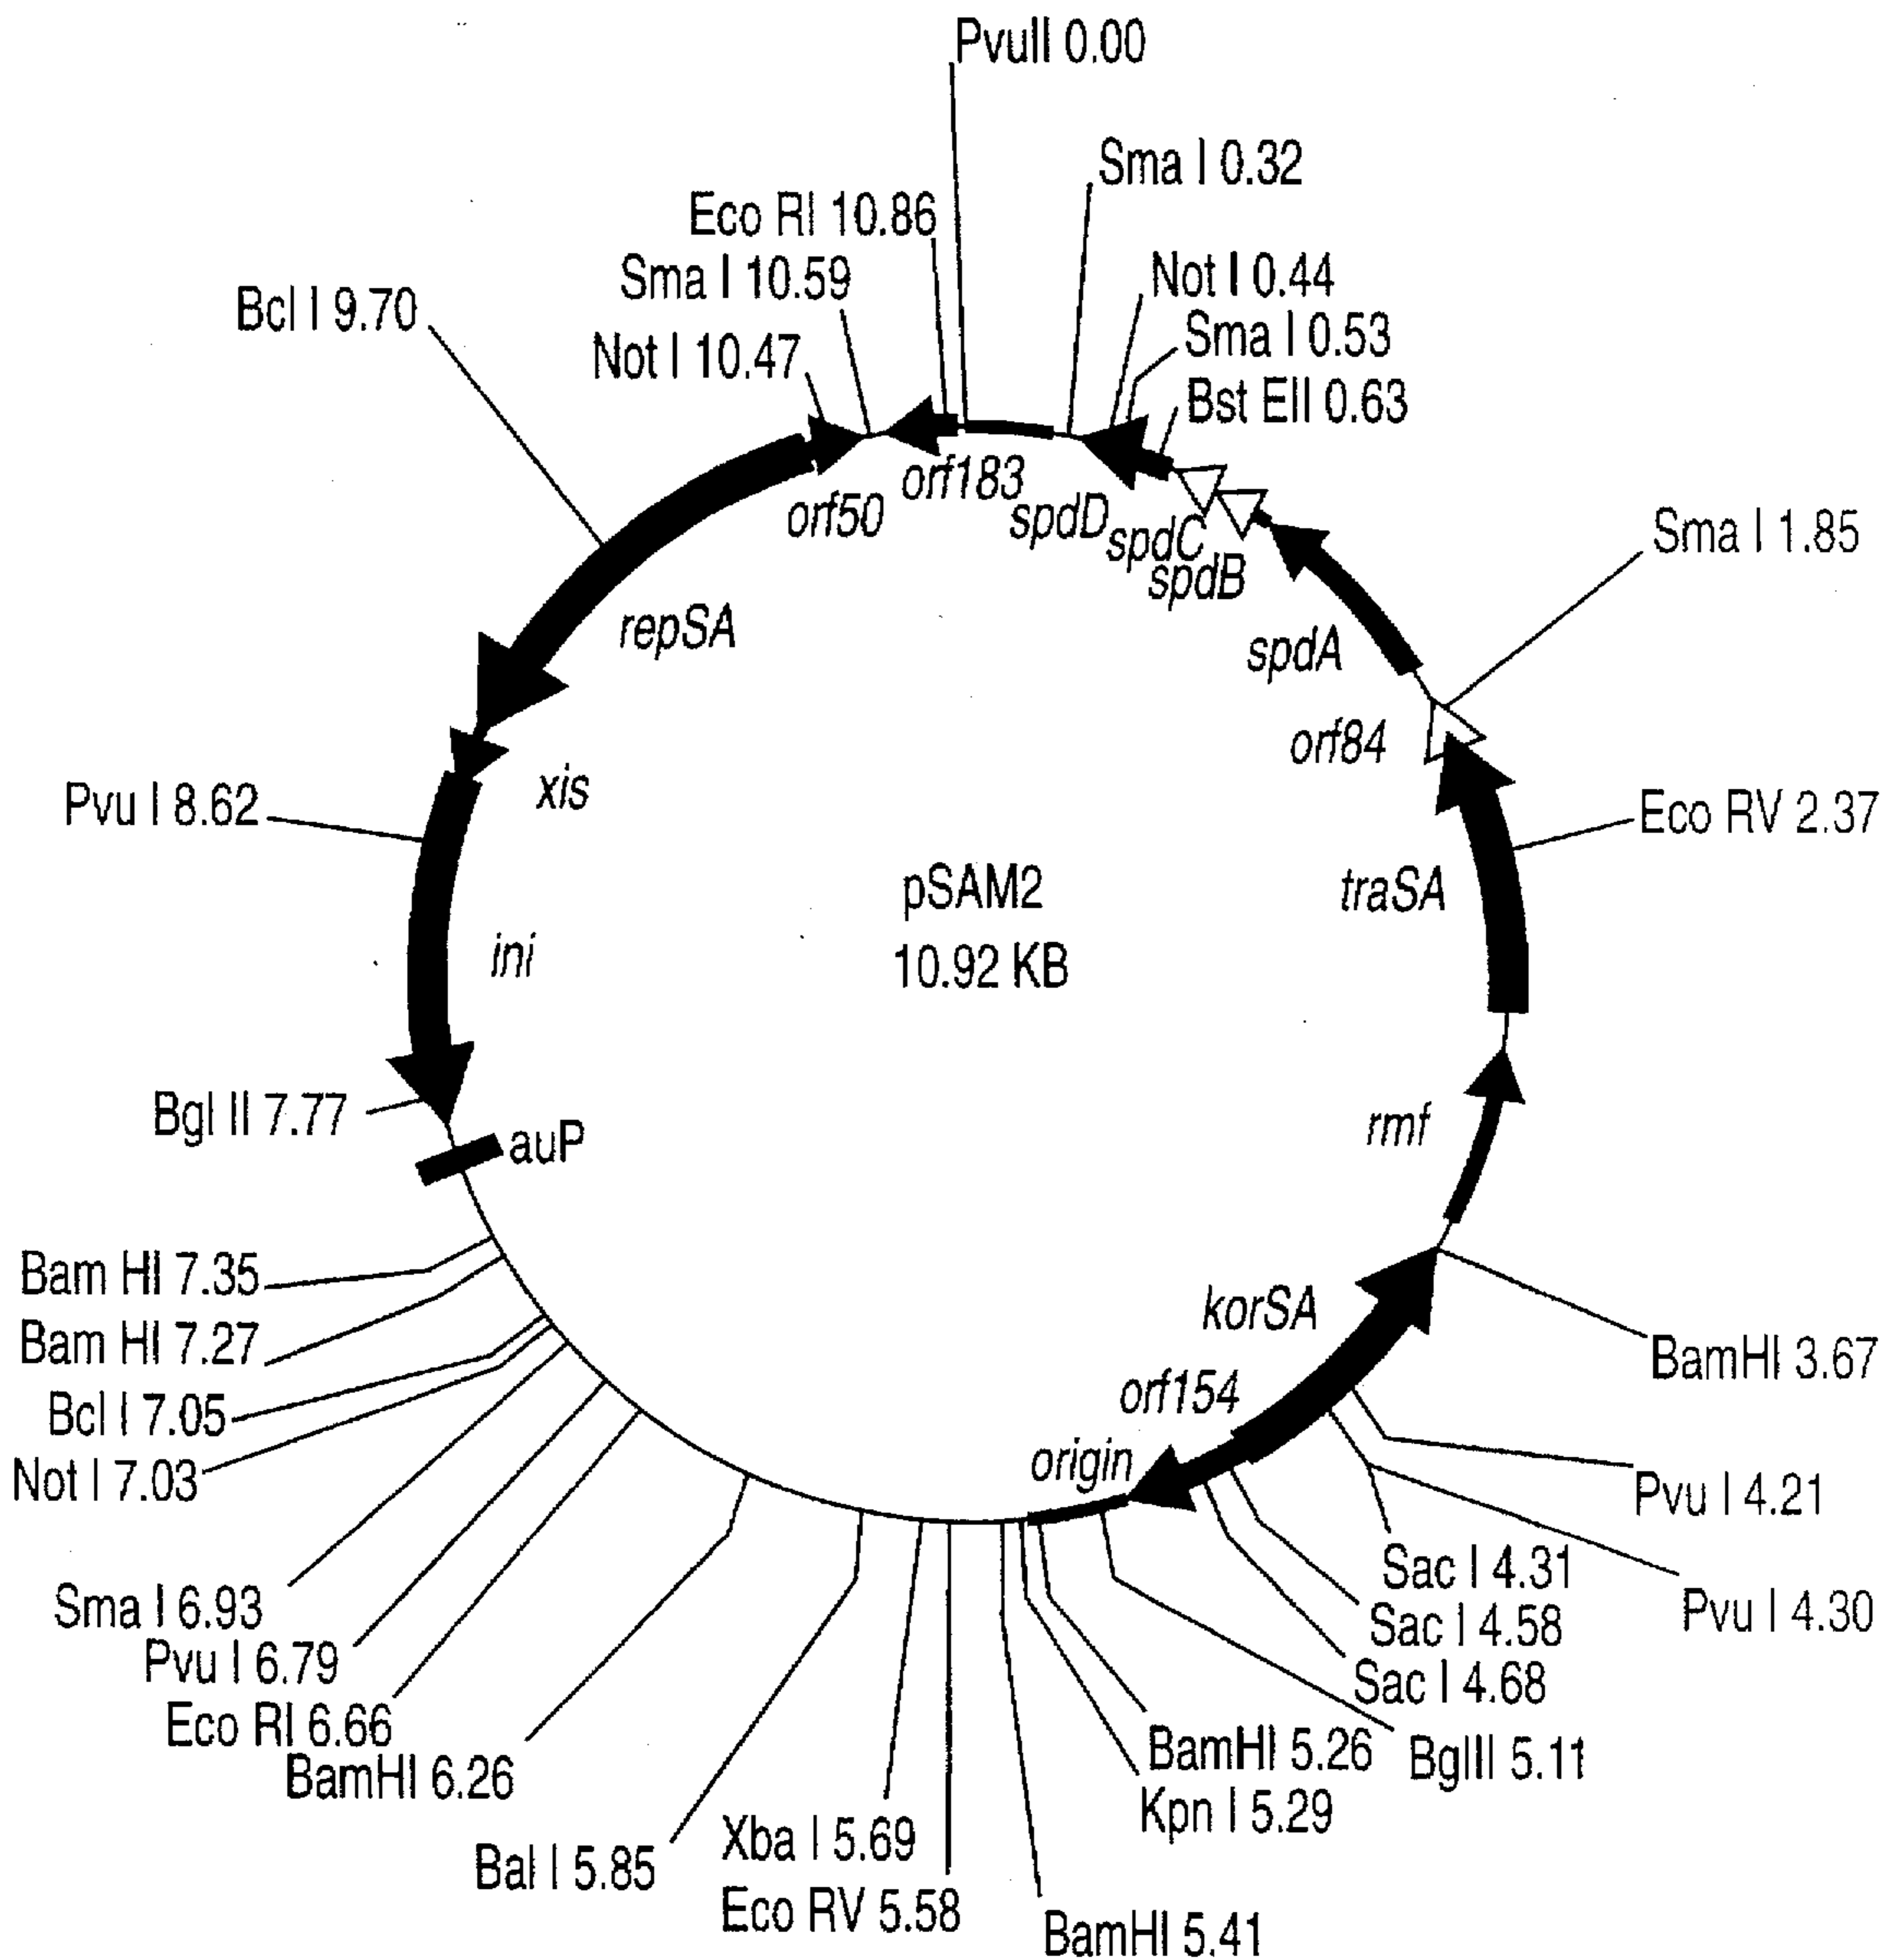 PvuII 0.00
Sma I 0.32
Eco RI 10.86
Sma I 10.59
Not I 0.44
Bcl I 9.70
Sma I 0.53
Not I 10.47
Bst EII 0.63
orf183
orf50
spdD
spdC
spdB
Sma I 1.85
repSA
spdA
orf84
xis
Pvu I 8.62
Eco RV 2.37
pSAM2
10.92 KB
traSA
ini
Bgl II 7.77
auP
rmf
Bam HI 7.35
korSA
Bam HI 7.27
BamHI 3.67
Bcl I 7.05
orf154
Not I 7.03
origin
Pvu I 4.21
Sac I 4.31
Pvu I 4.30
Sma I 6.93
Sac I 4.58
Pvu I 6.79
Sac I 4.68
Eco RI 6.66
BamHI 5.26
BglII 5.11
BamHI 6.26
Kpn I 5.29
Xba I 5.69
Bal I 5.85
Eco RV 5.58
BamHI 5.41